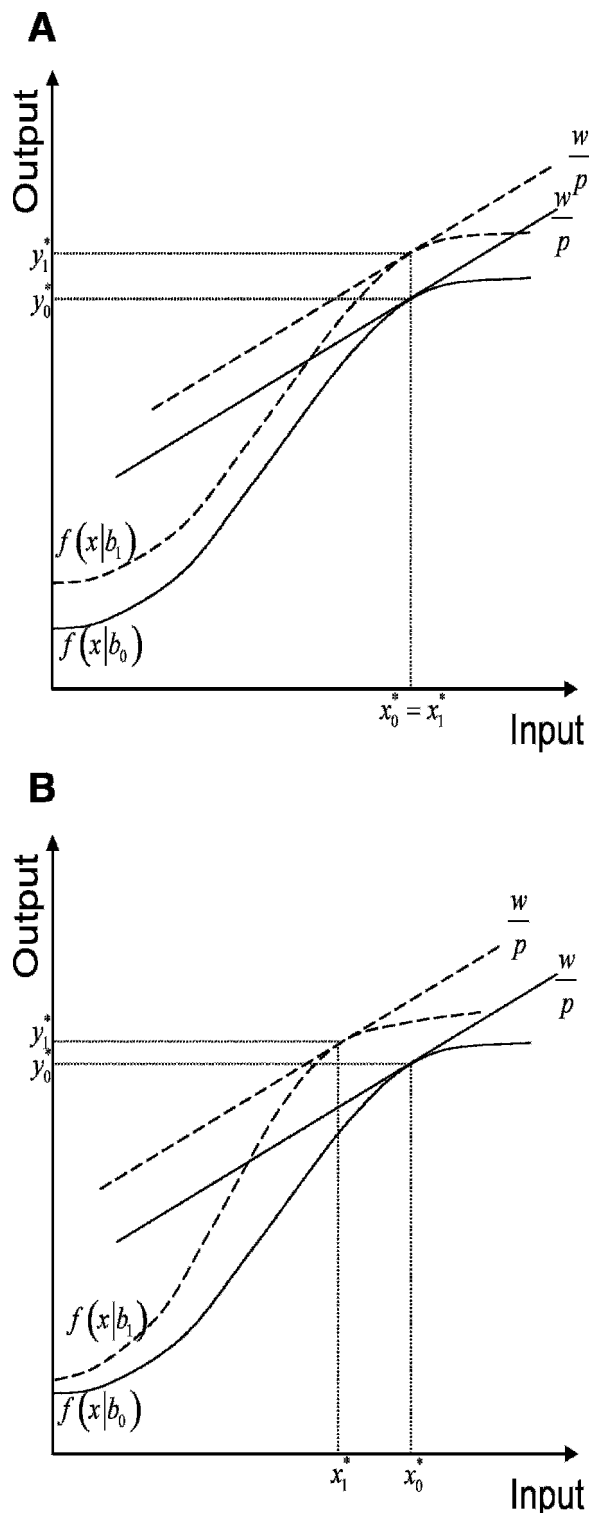 A
Output
w/p
w/p
y₁*
y₀*
f(x|b₁)
f(x|b₀)
x₀* = x₁*
Input
B
Output
w/p
w/p
y₁*
y₀*
f(x|b₁)
f(x|b₀)
x₁* x₀*
Input